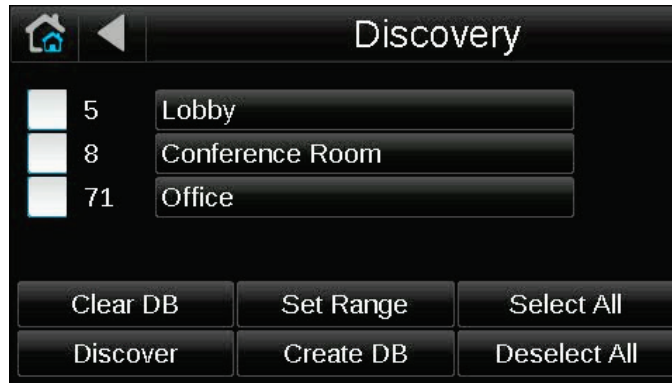 Discovery
5 Lobby
8 Conference Room
71 Office
Clear DB Set Range Select All
Discover Create DB Deselect All